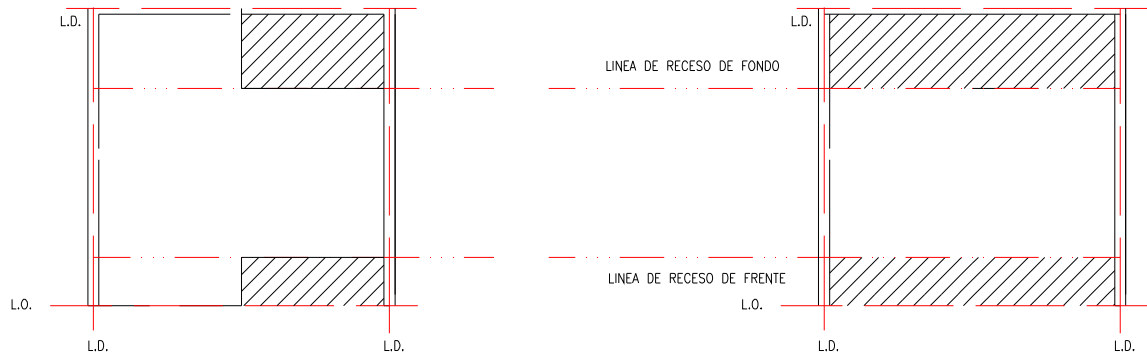 L.D.
L.D.
LINEA DE RECESO DE FONDO
LINEA DE RECESO DE FRENTE
L.O.
L.O.
L.D.
L.D.
L.D.
L.D.